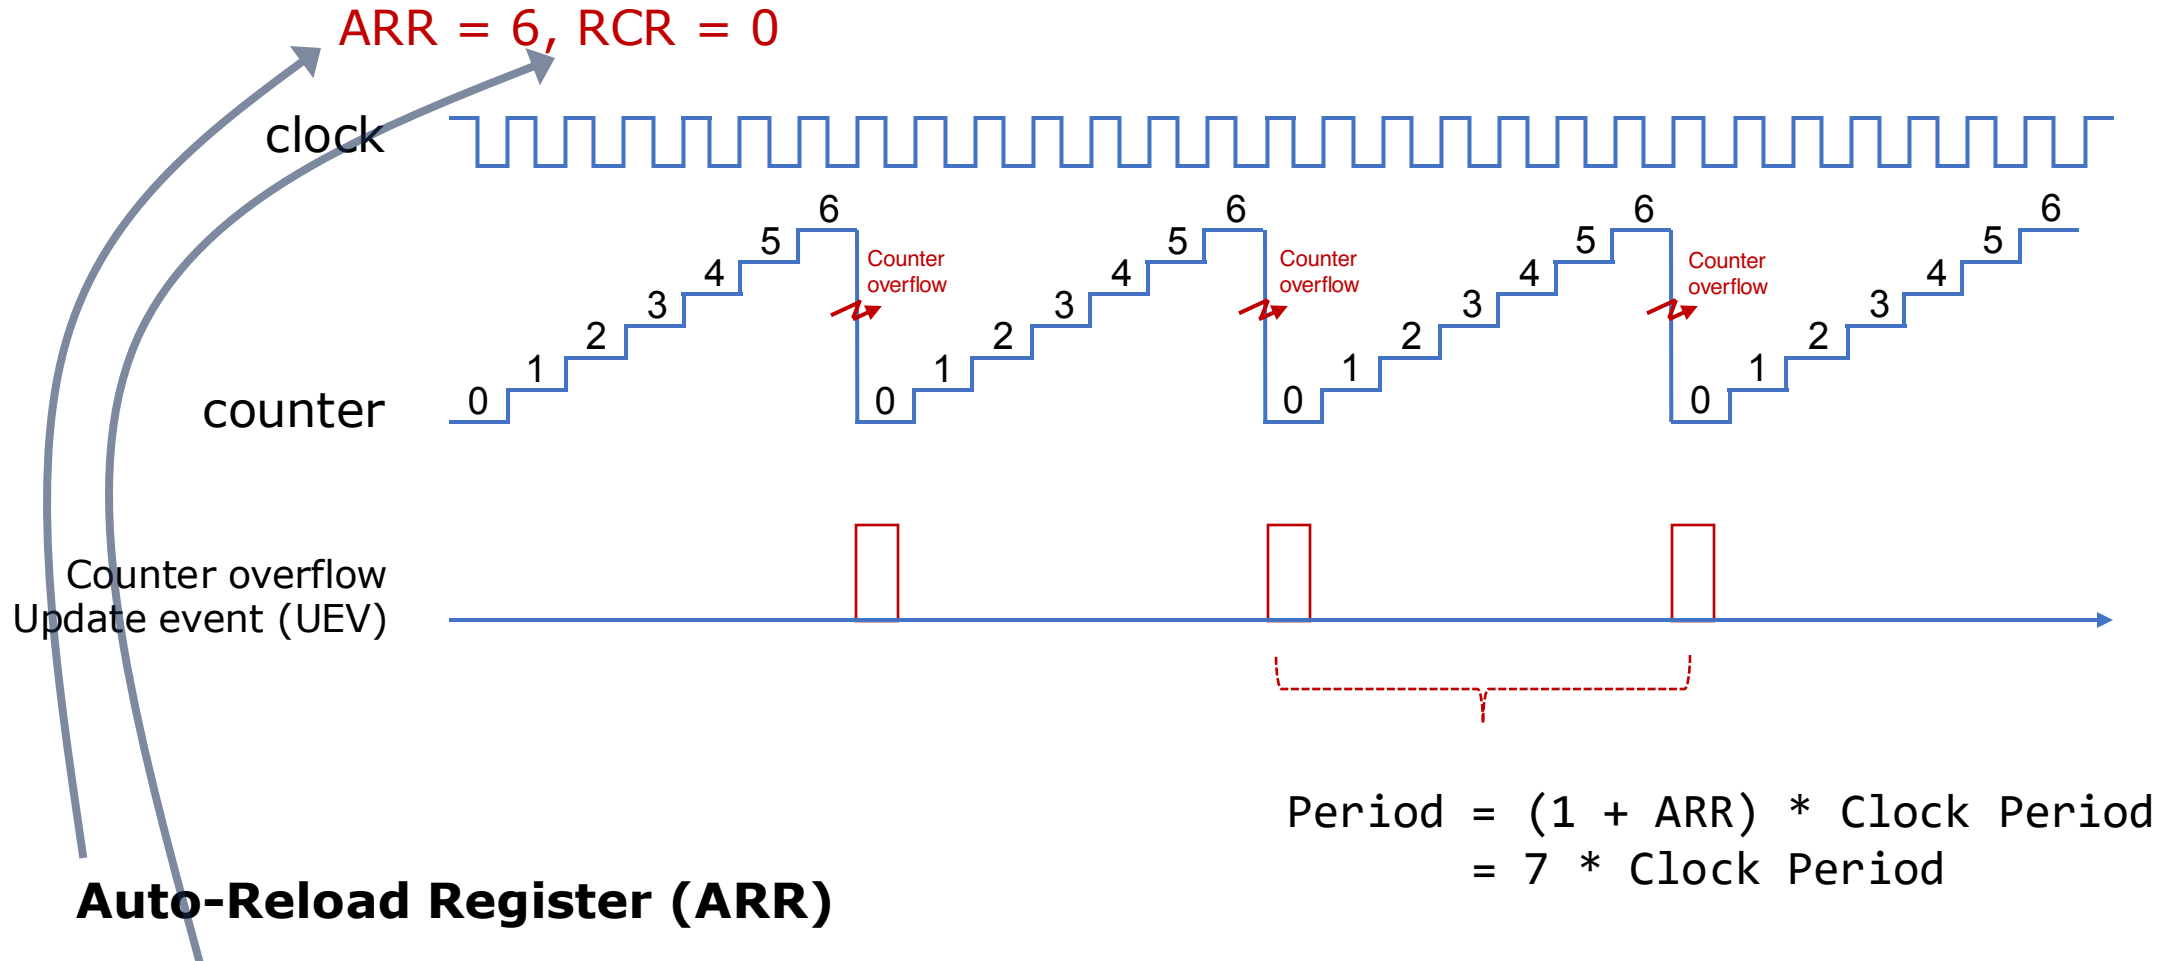 ARR = 6, RCR = 0
clock
6 6 6 6
5 5 5 5
4 4 4 4
3 3 3 3
2 2 2 2
1 1 1 1
0 0 0 0
Counter
overflow
Counter
overflow
Counter
overflow
counter
Counter overflow
Update event (UEV)
Period = (1 + ARR) * Clock Period
= 7 * Clock Period
Auto-Reload Register (ARR)